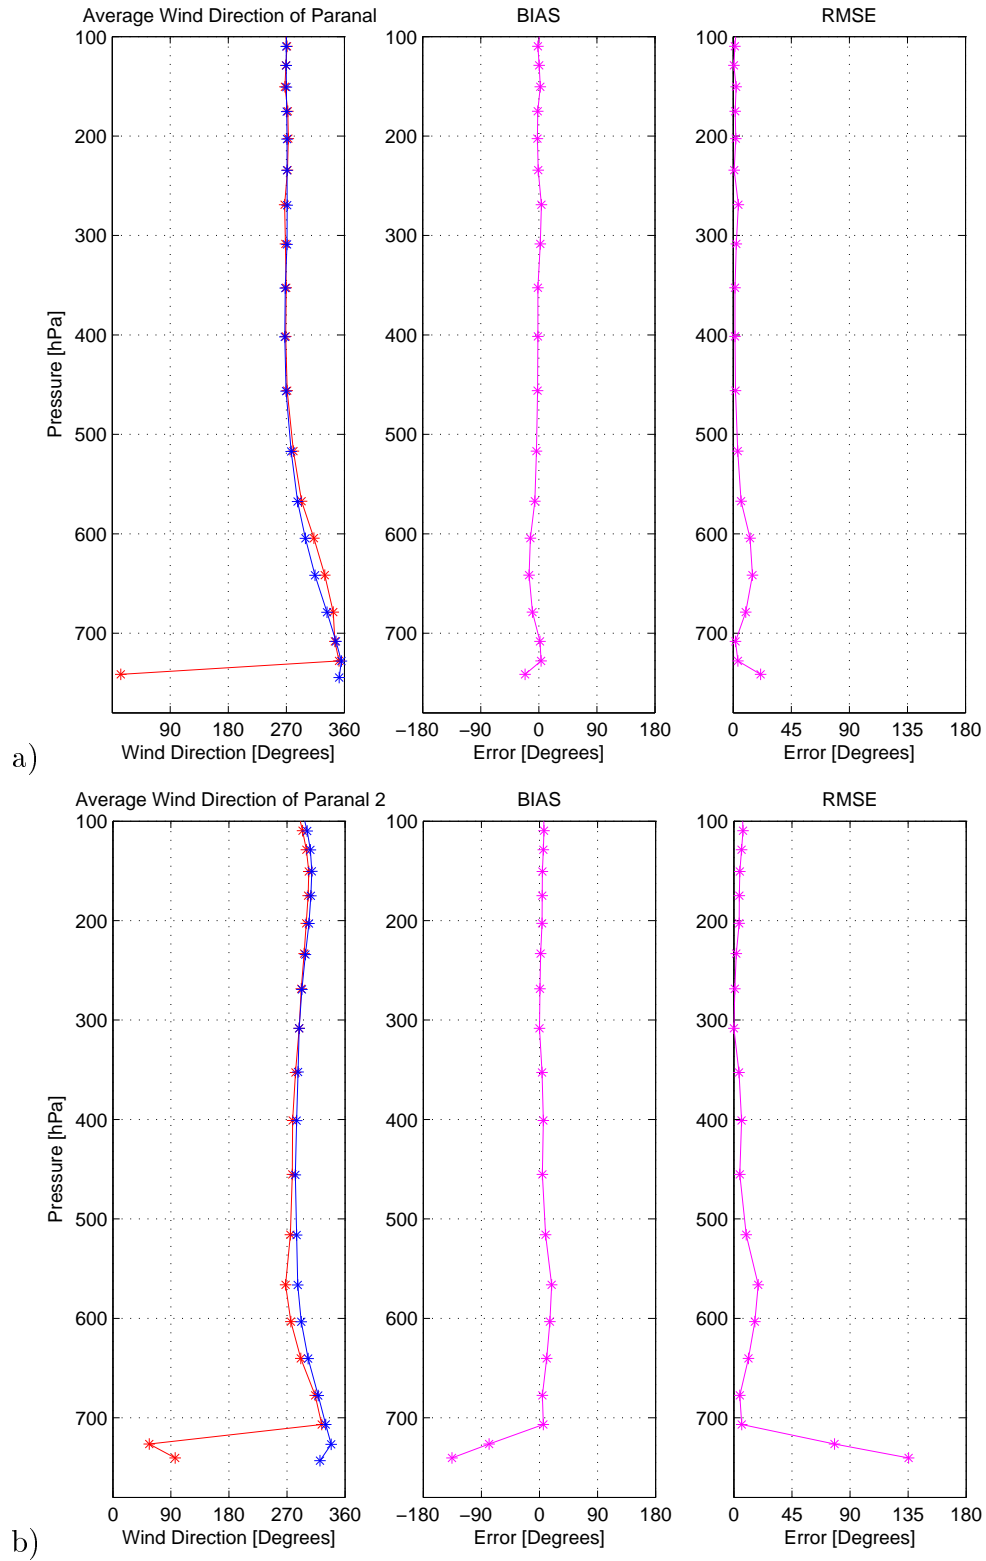 Average Wind Direction of Paranal
BIAS
RMSE
100
200
300
400
500
600
700
Pressure [hPa]
90 180 270 360
Wind Direction [Degrees]
−180 −90 0 90 180
Error [Degrees]
0 45 90 135 180
Error [Degrees]
a)
Average Wind Direction of Paranal 2
BIAS
RMSE
100
200
300
400
500
600
700
Pressure [hPa]
0 90 180 270 360
Wind Direction [Degrees]
−180 −90 0 90 180
Error [Degrees]
0 45 90 135 180
Error [Degrees]
b)